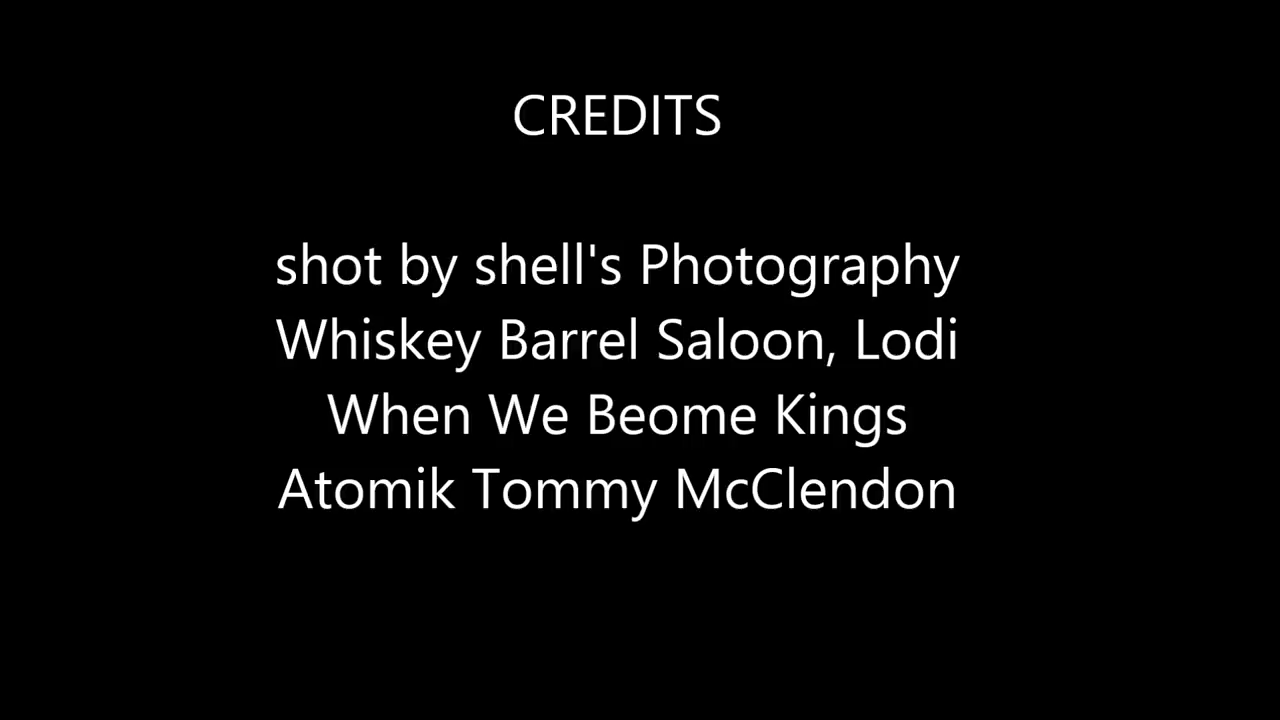 CREDITS
shot by shell's Photography
Whiskey Barrel Saloon, Lodi
When We Beome Kings
Atomik Tommy McClendon